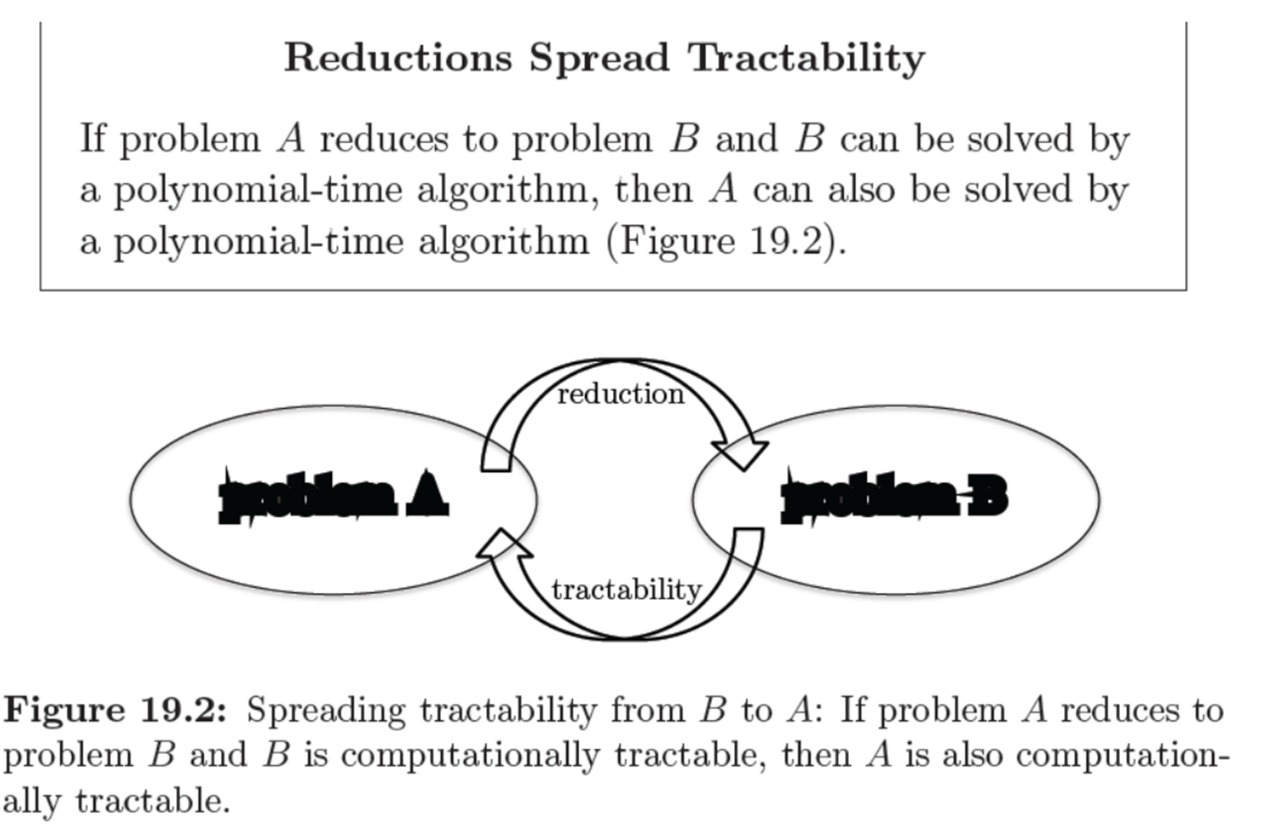 Reductions Spread Tractability
If problem A reduces to problem B and B can be solved by
a polynomial-time algorithm, then A can also be solved by
a polynomial-time algorithm (Figure 19.2).
reduction
problem A
problem B
tractability
Figure 19.2: Spreading tractability from B to A: If problem A reduces to
problem B and B is computationally tractable, then A is also computation-
ally tractable.